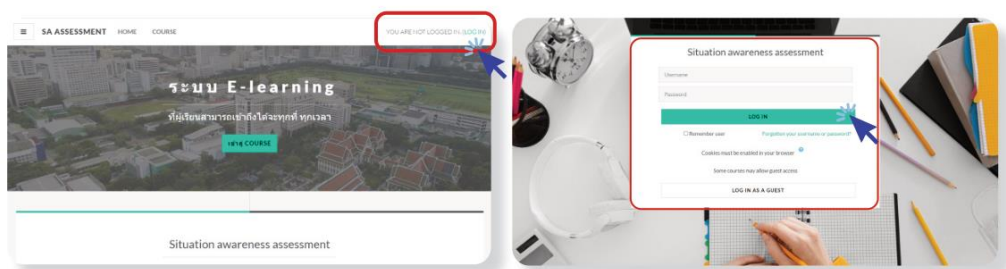 ≡ SA ASSESSMENT HOME COURSE YOU ARE NOT LOGGED IN. (LOG IN)
ระบบ E-learning
ที่ผู้เรียนสามารถเข้าถึงได้จะทุกที่ ทุกเวลา
เข้าสู่ COURSE
Situation awareness assessment
Situation awareness assessment
Username
Password
LOG IN
Remember user Forgotten your username or password?
Cookies must be enabled in your browser
Some courses may allow guest access
LOG IN AS A GUEST